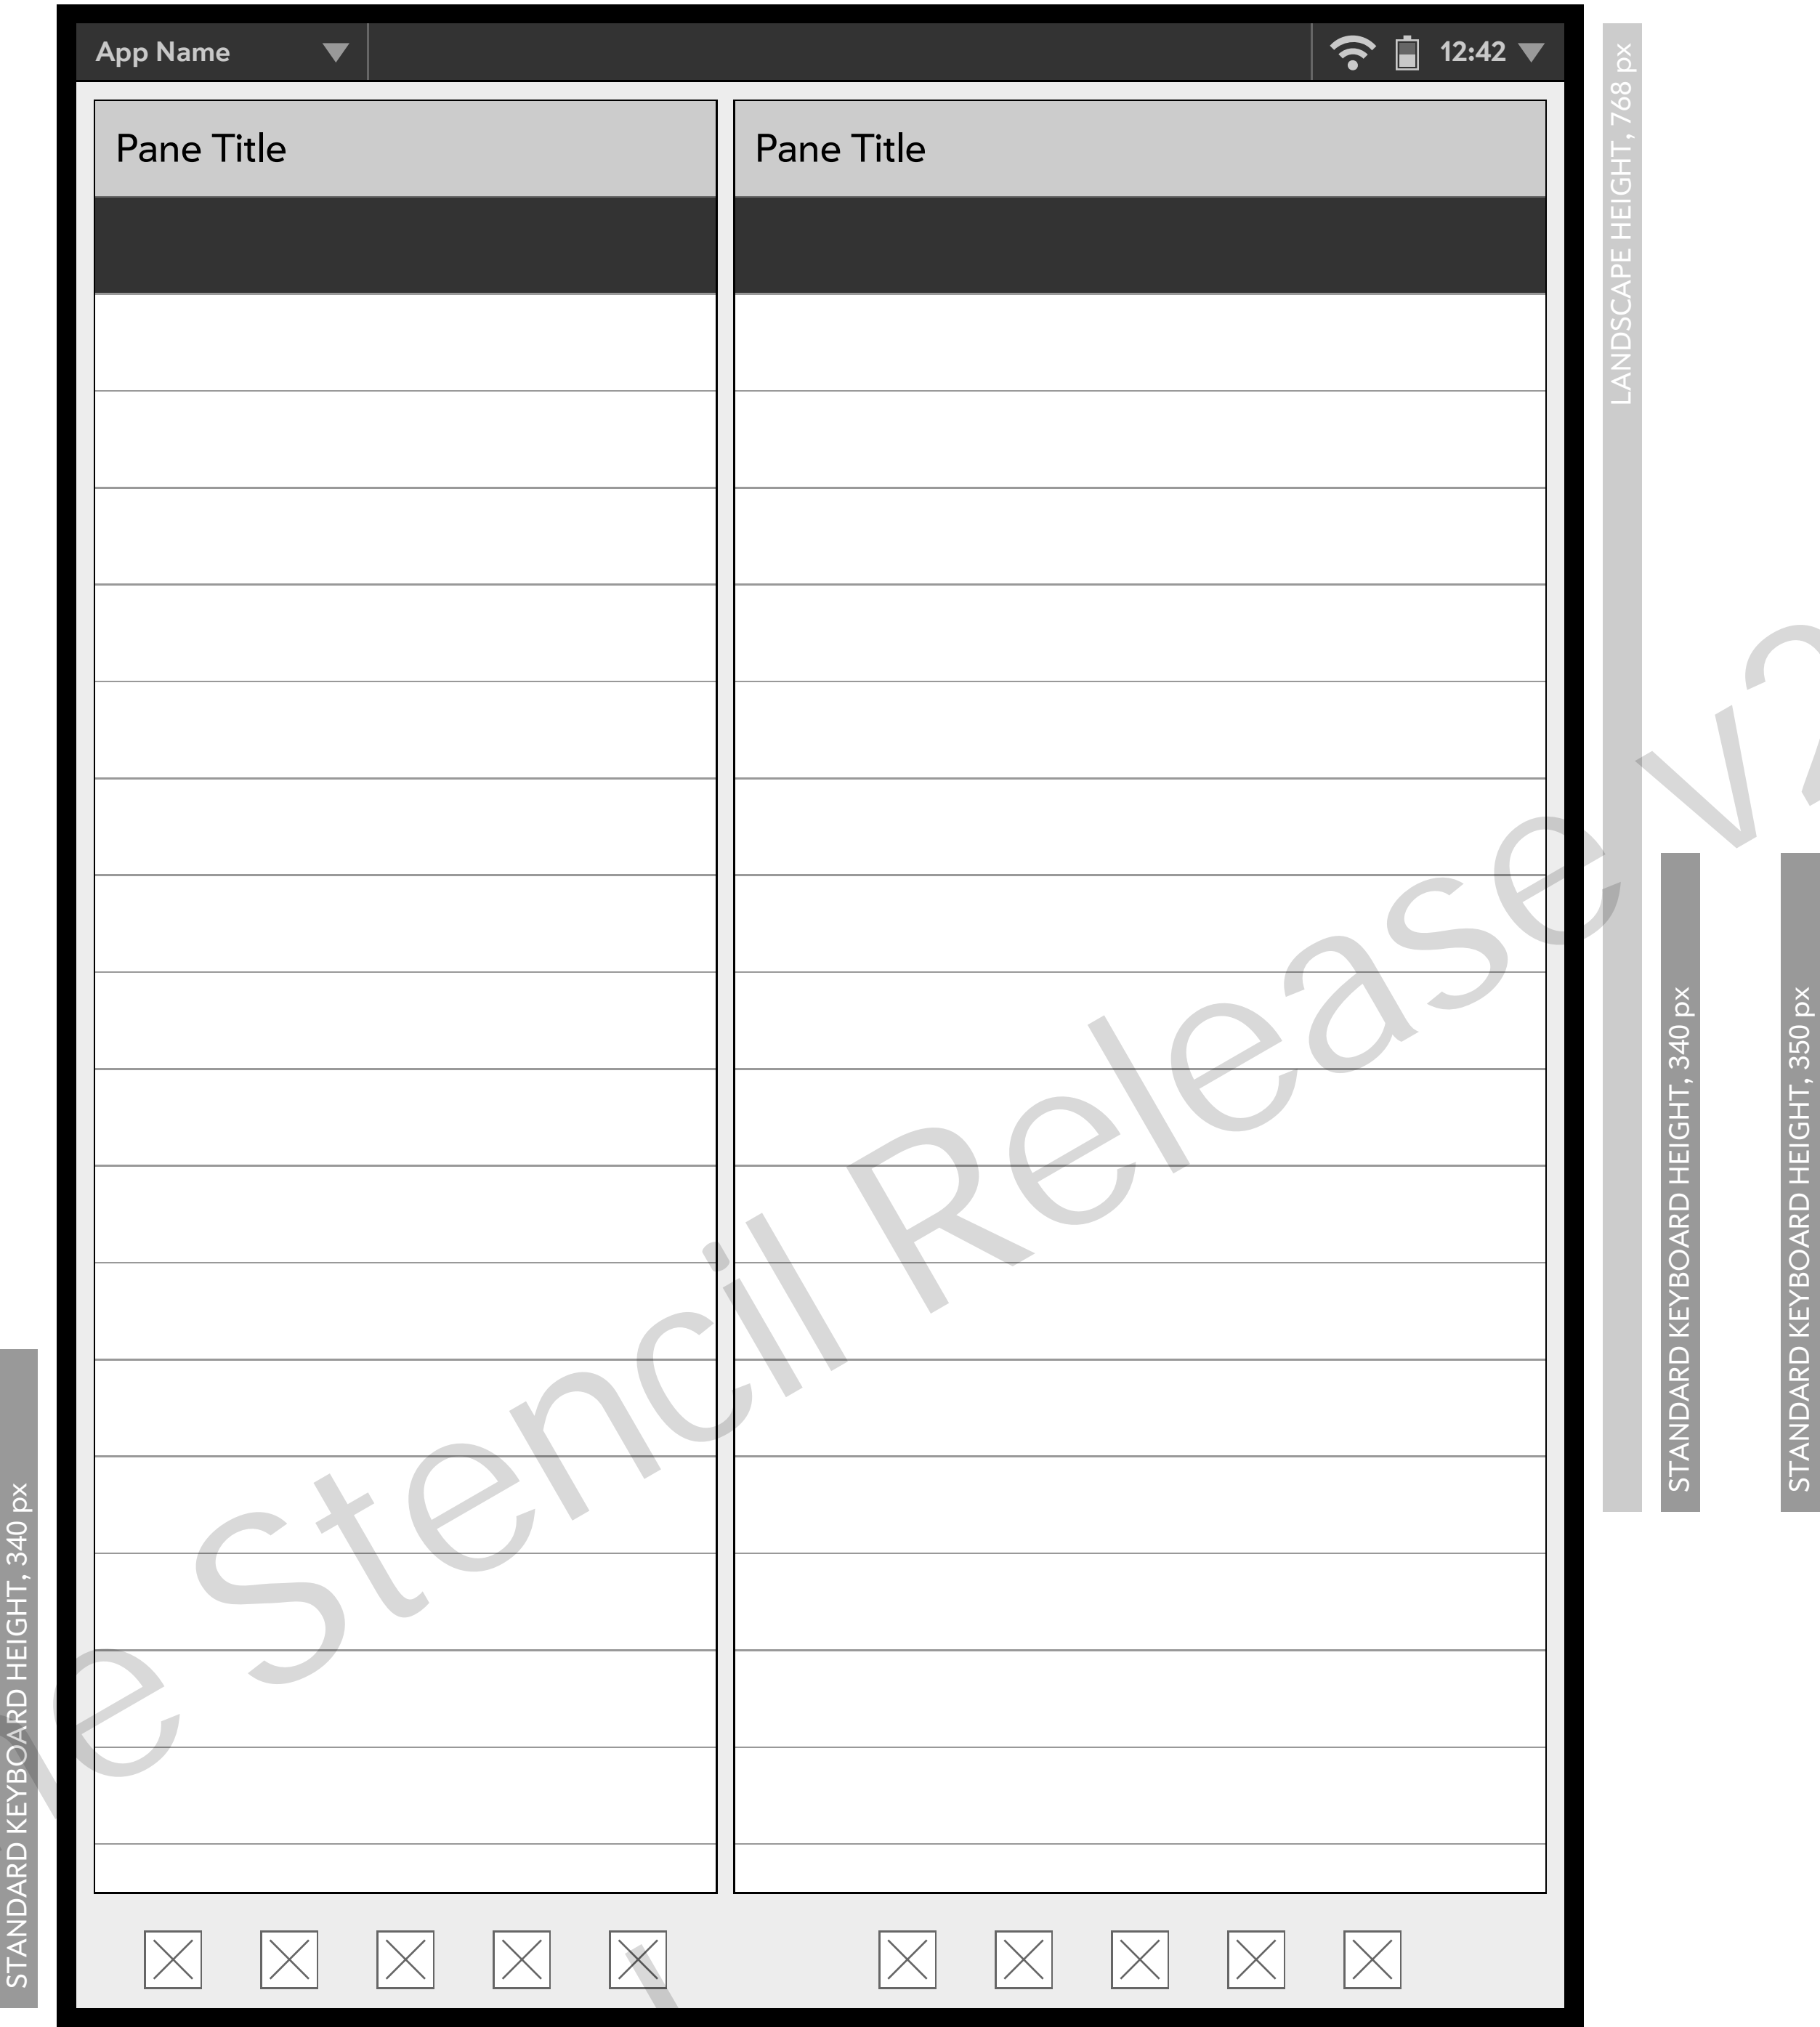 App Name
12:42
Pane Title
Pane Title
LANDSCAPE HEIGHT, 768 px
STANDARD KEYBOARD HEIGHT, 340 px
STANDARD KEYBOARD HEIGHT, 350 px
STANDARD KEYBOARD HEIGHT, 340 px
Stencil Release